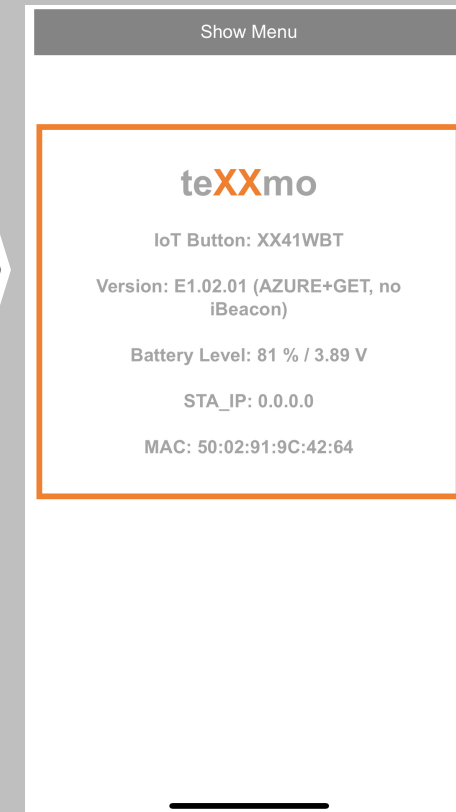 Show Menu
teXXmo
IoT Button: XX41WBT
Version: E1.02.01 (AZURE+GET, no
iBeacon)
Battery Level: 81 % / 3.89 V
STA_IP: 0.0.0.0
MAC: 50:02:91:9C:42:64